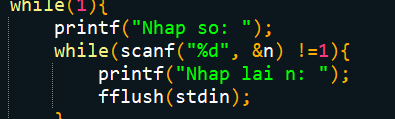 while(1){
printf("Nhap so: ");
while(scanf("%d", &n) !=1){
printf("Nhap lai n: ");
fflush(stdin);
}